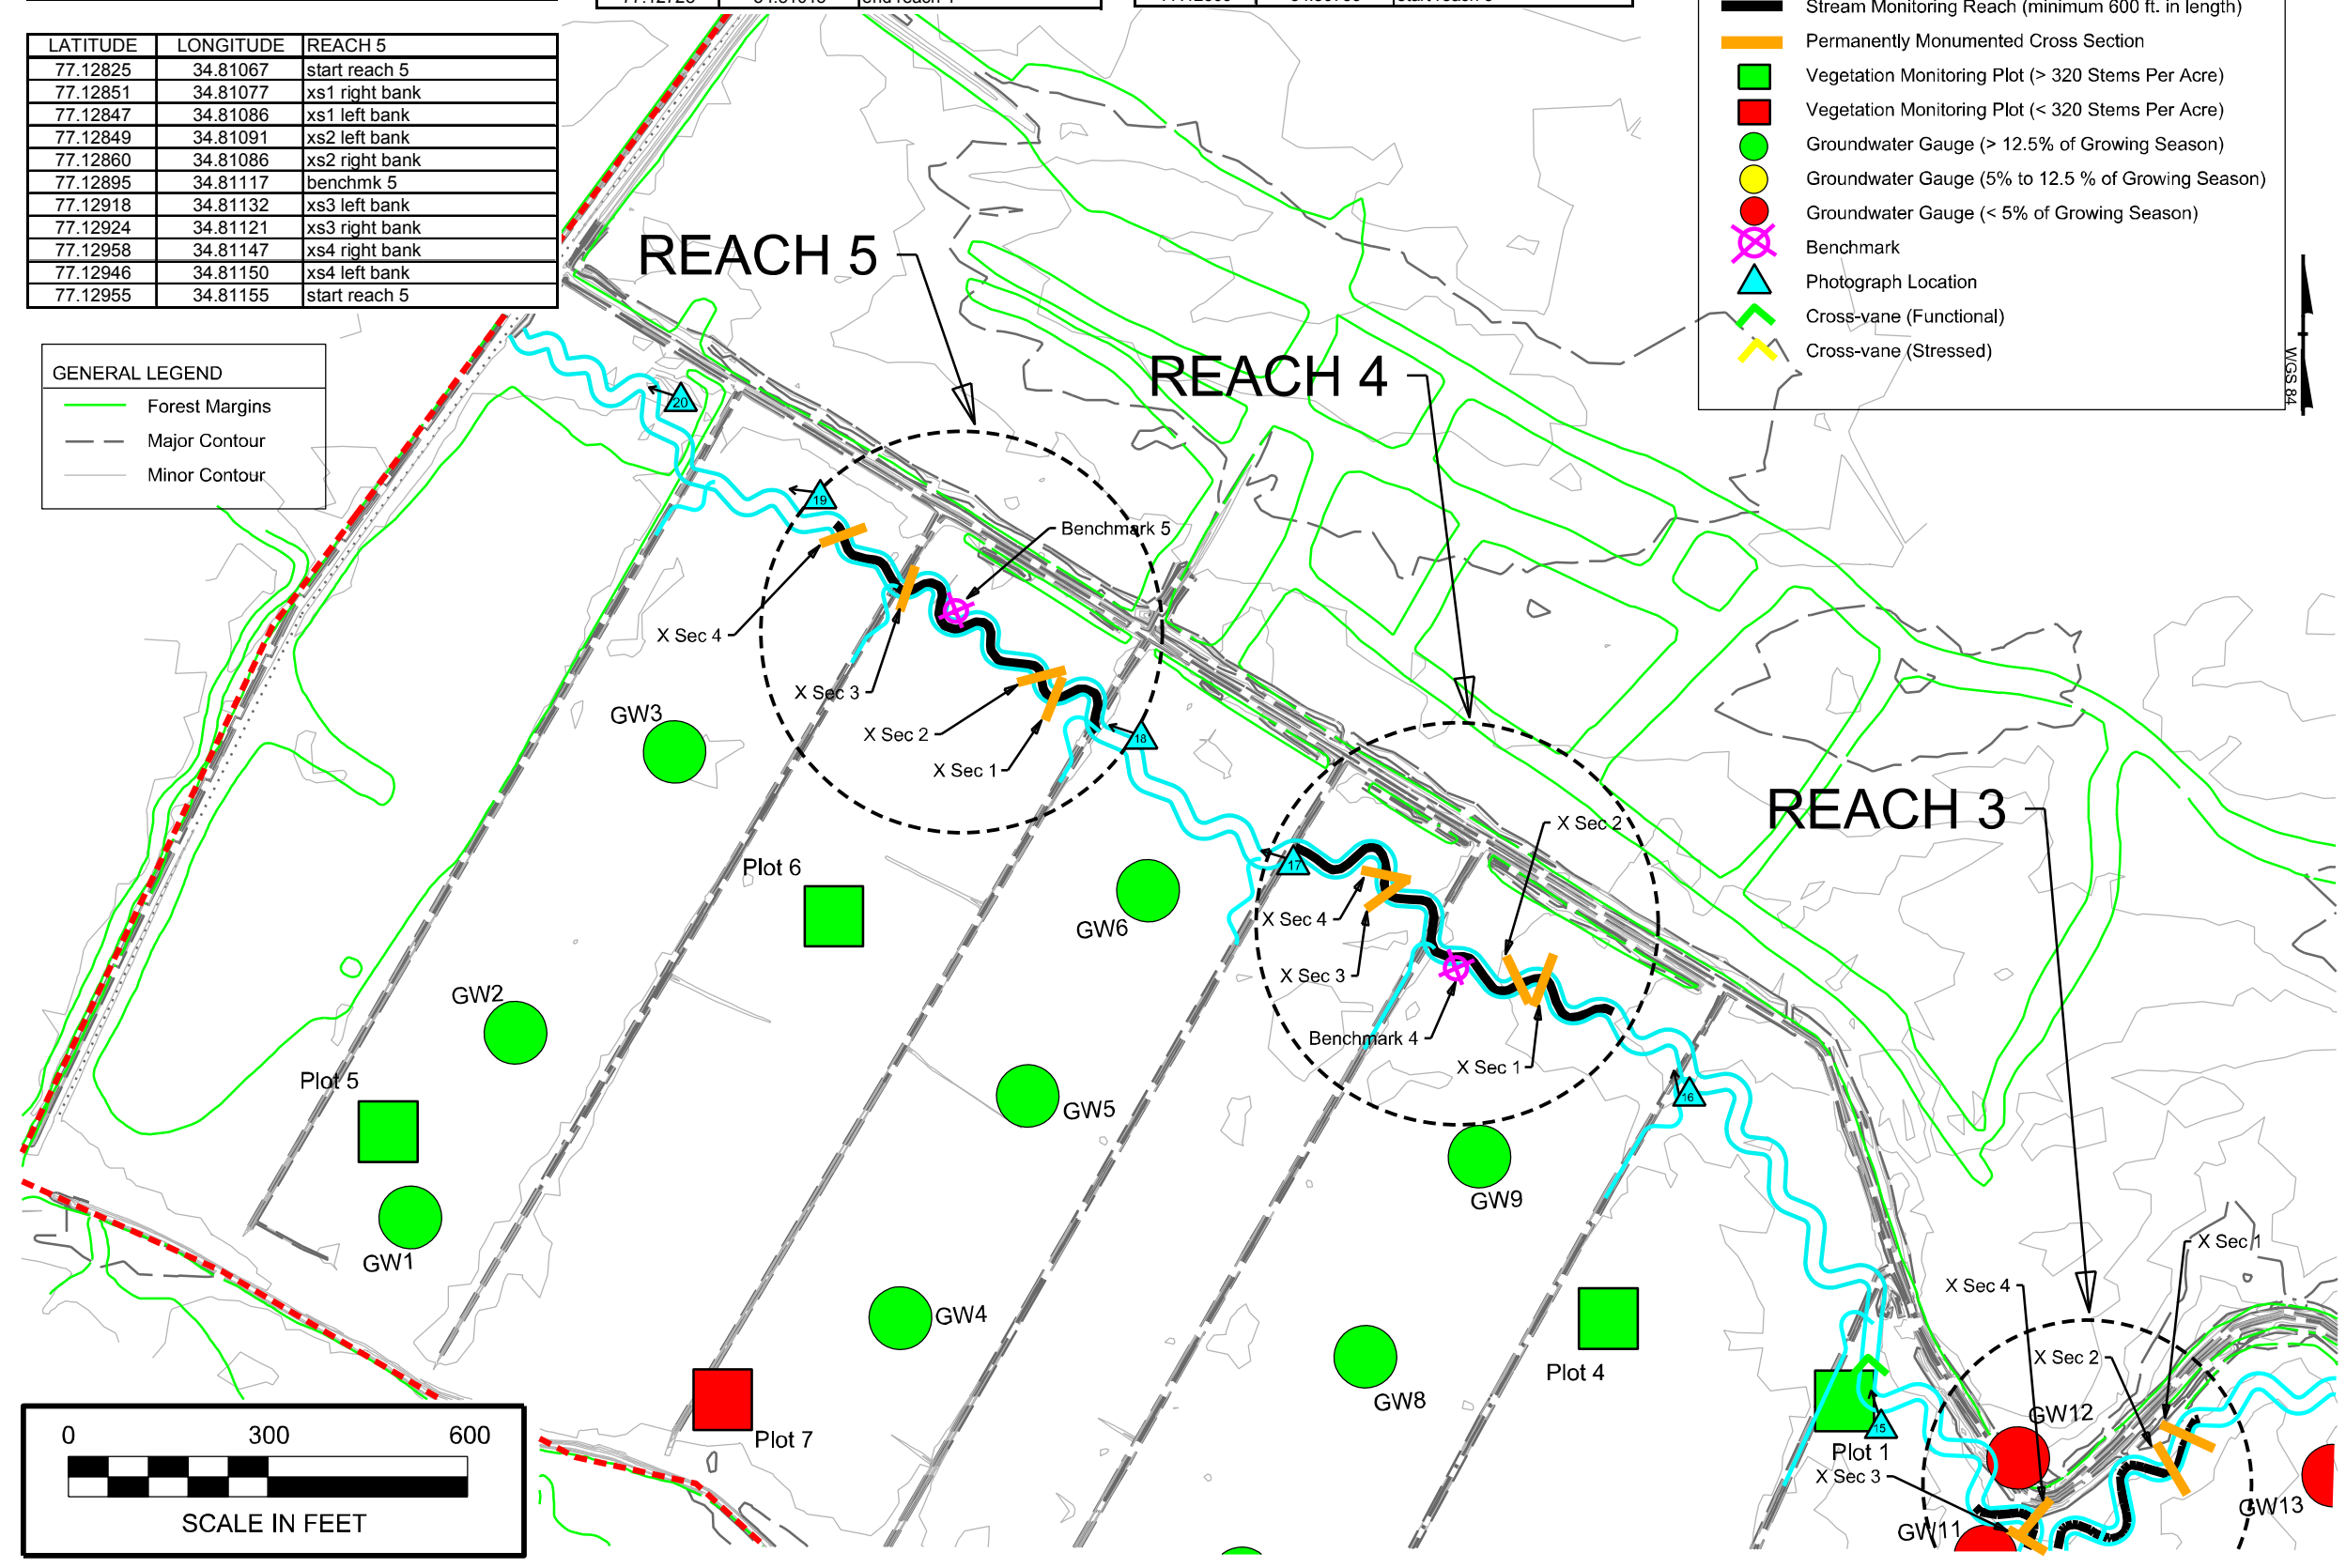 LATITUDE LONGITUDE REACH 5
77.12825 34.81067 start reach 5
77.12851 34.81077 xs1 right bank
77.12847 34.81086 xs1 left bank
77.12849 34.81091 xs2 left bank
77.12860 34.81086 xs2 right bank
77.12895 34.81117 benchmk 5
77.12918 34.81132 xs3 left bank
77.12924 34.81121 xs3 right bank
77.12958 34.81147 xs4 right bank
77.12946 34.81150 xs4 left bank
77.12955 34.81155 start reach 5
Stream Monitoring Reach (minimum 600 ft. in length)
Permanently Monumented Cross Section
Vegetation Monitoring Plot (> 320 Stems Per Acre)
Vegetation Monitoring Plot (< 320 Stems Per Acre)
Groundwater Gauge (> 12.5% of Growing Season)
Groundwater Gauge (5% to 12.5 % of Growing Season)
Groundwater Gauge (< 5% of Growing Season)
Benchmark
Photograph Location
Cross-vane (Functional)
Cross-vane (Stressed)
WGS 84
GENERAL LEGEND
Forest Margins
Major Contour
Minor Contour
REACH 5
REACH 4
REACH 3
20
19
Benchmark 5
X Sec 4
X Sec 3
X Sec 2
X Sec 1
18
GW3
Plot 6
GW6
17
X Sec 2
X Sec 4
X Sec 3
Benchmark 4
X Sec 1
16
GW2
Plot 5
GW5
GW1
GW9
GW4
Plot 4
GW8
Plot 7
X Sec 1
X Sec 4
X Sec 2
GW12
15
Plot 1
X Sec 3
GW11
GW13
0 300 600
SCALE IN FEET